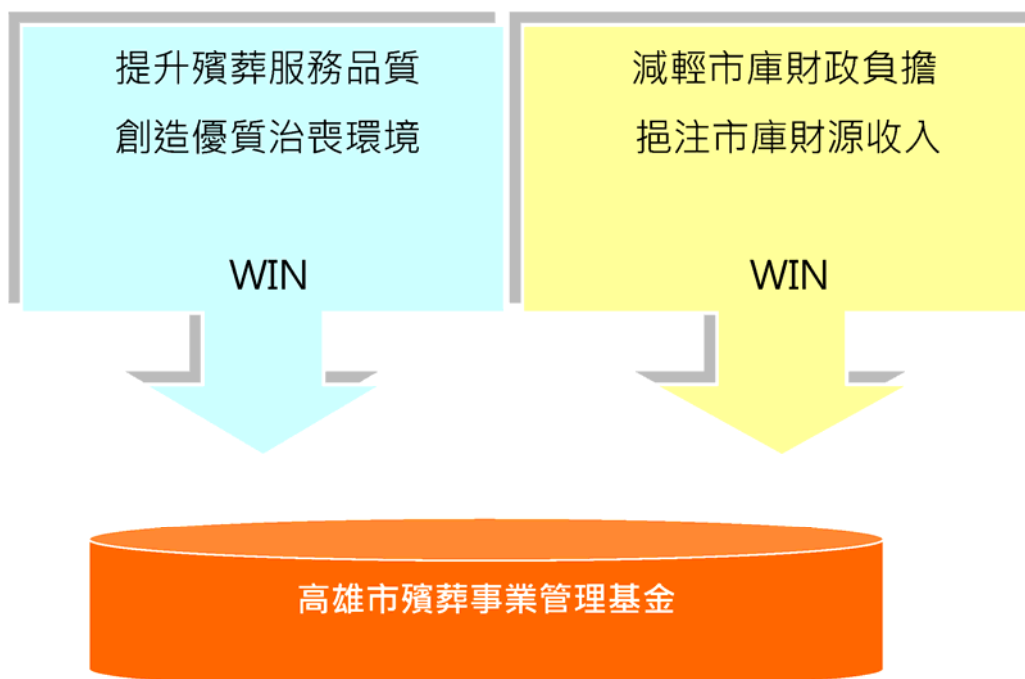 提升殯葬服務品質
創造優質治喪環境
WIN
減輕市庫財政負擔
挹注市庫財源收入
WIN
高雄市殯葬事業管理基金